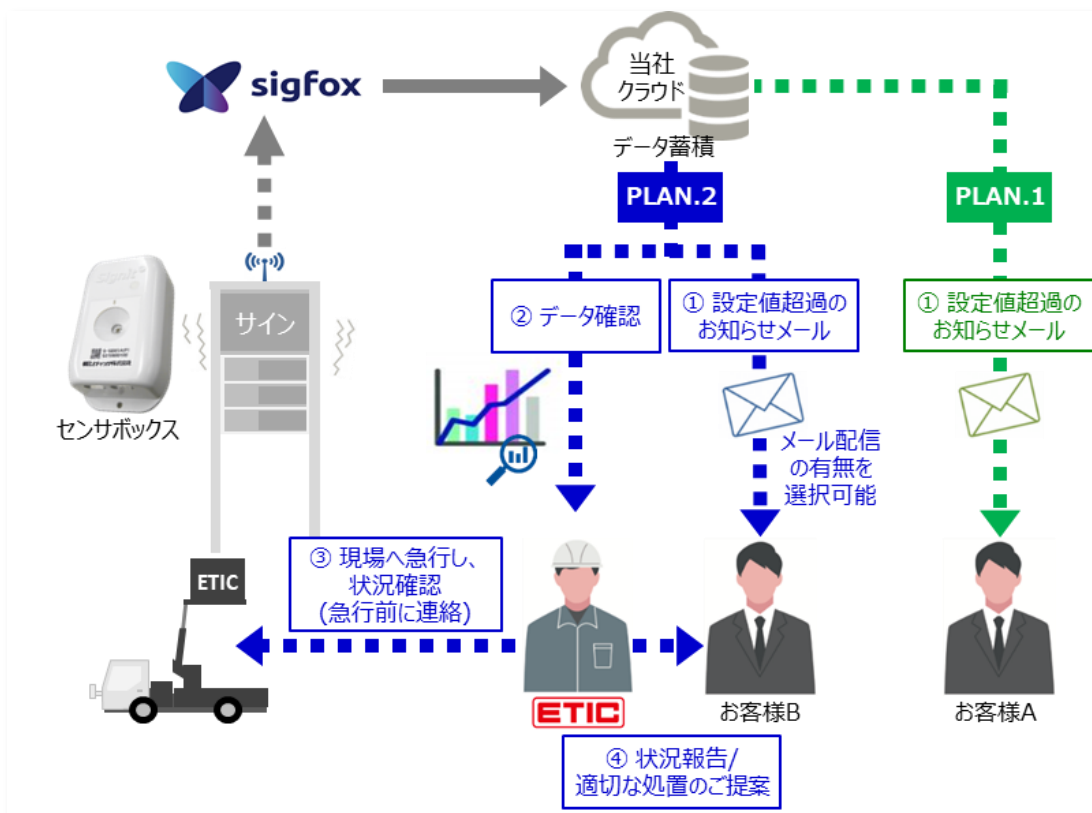 sigfox
当社
クラウド
データ蓄積
PLAN.2
PLAN.1
サイン
センサボックス
② データ確認
① 設定値超過の
お知らせメール
① 設定値超過の
お知らせメール
メール配信
の有無を
選択可能
③ 現場へ急行し、
状況確認
(急行前に連絡)
ETIC
ETIC
お客様B
お客様A
④ 状況報告/
適切な処置のご提案